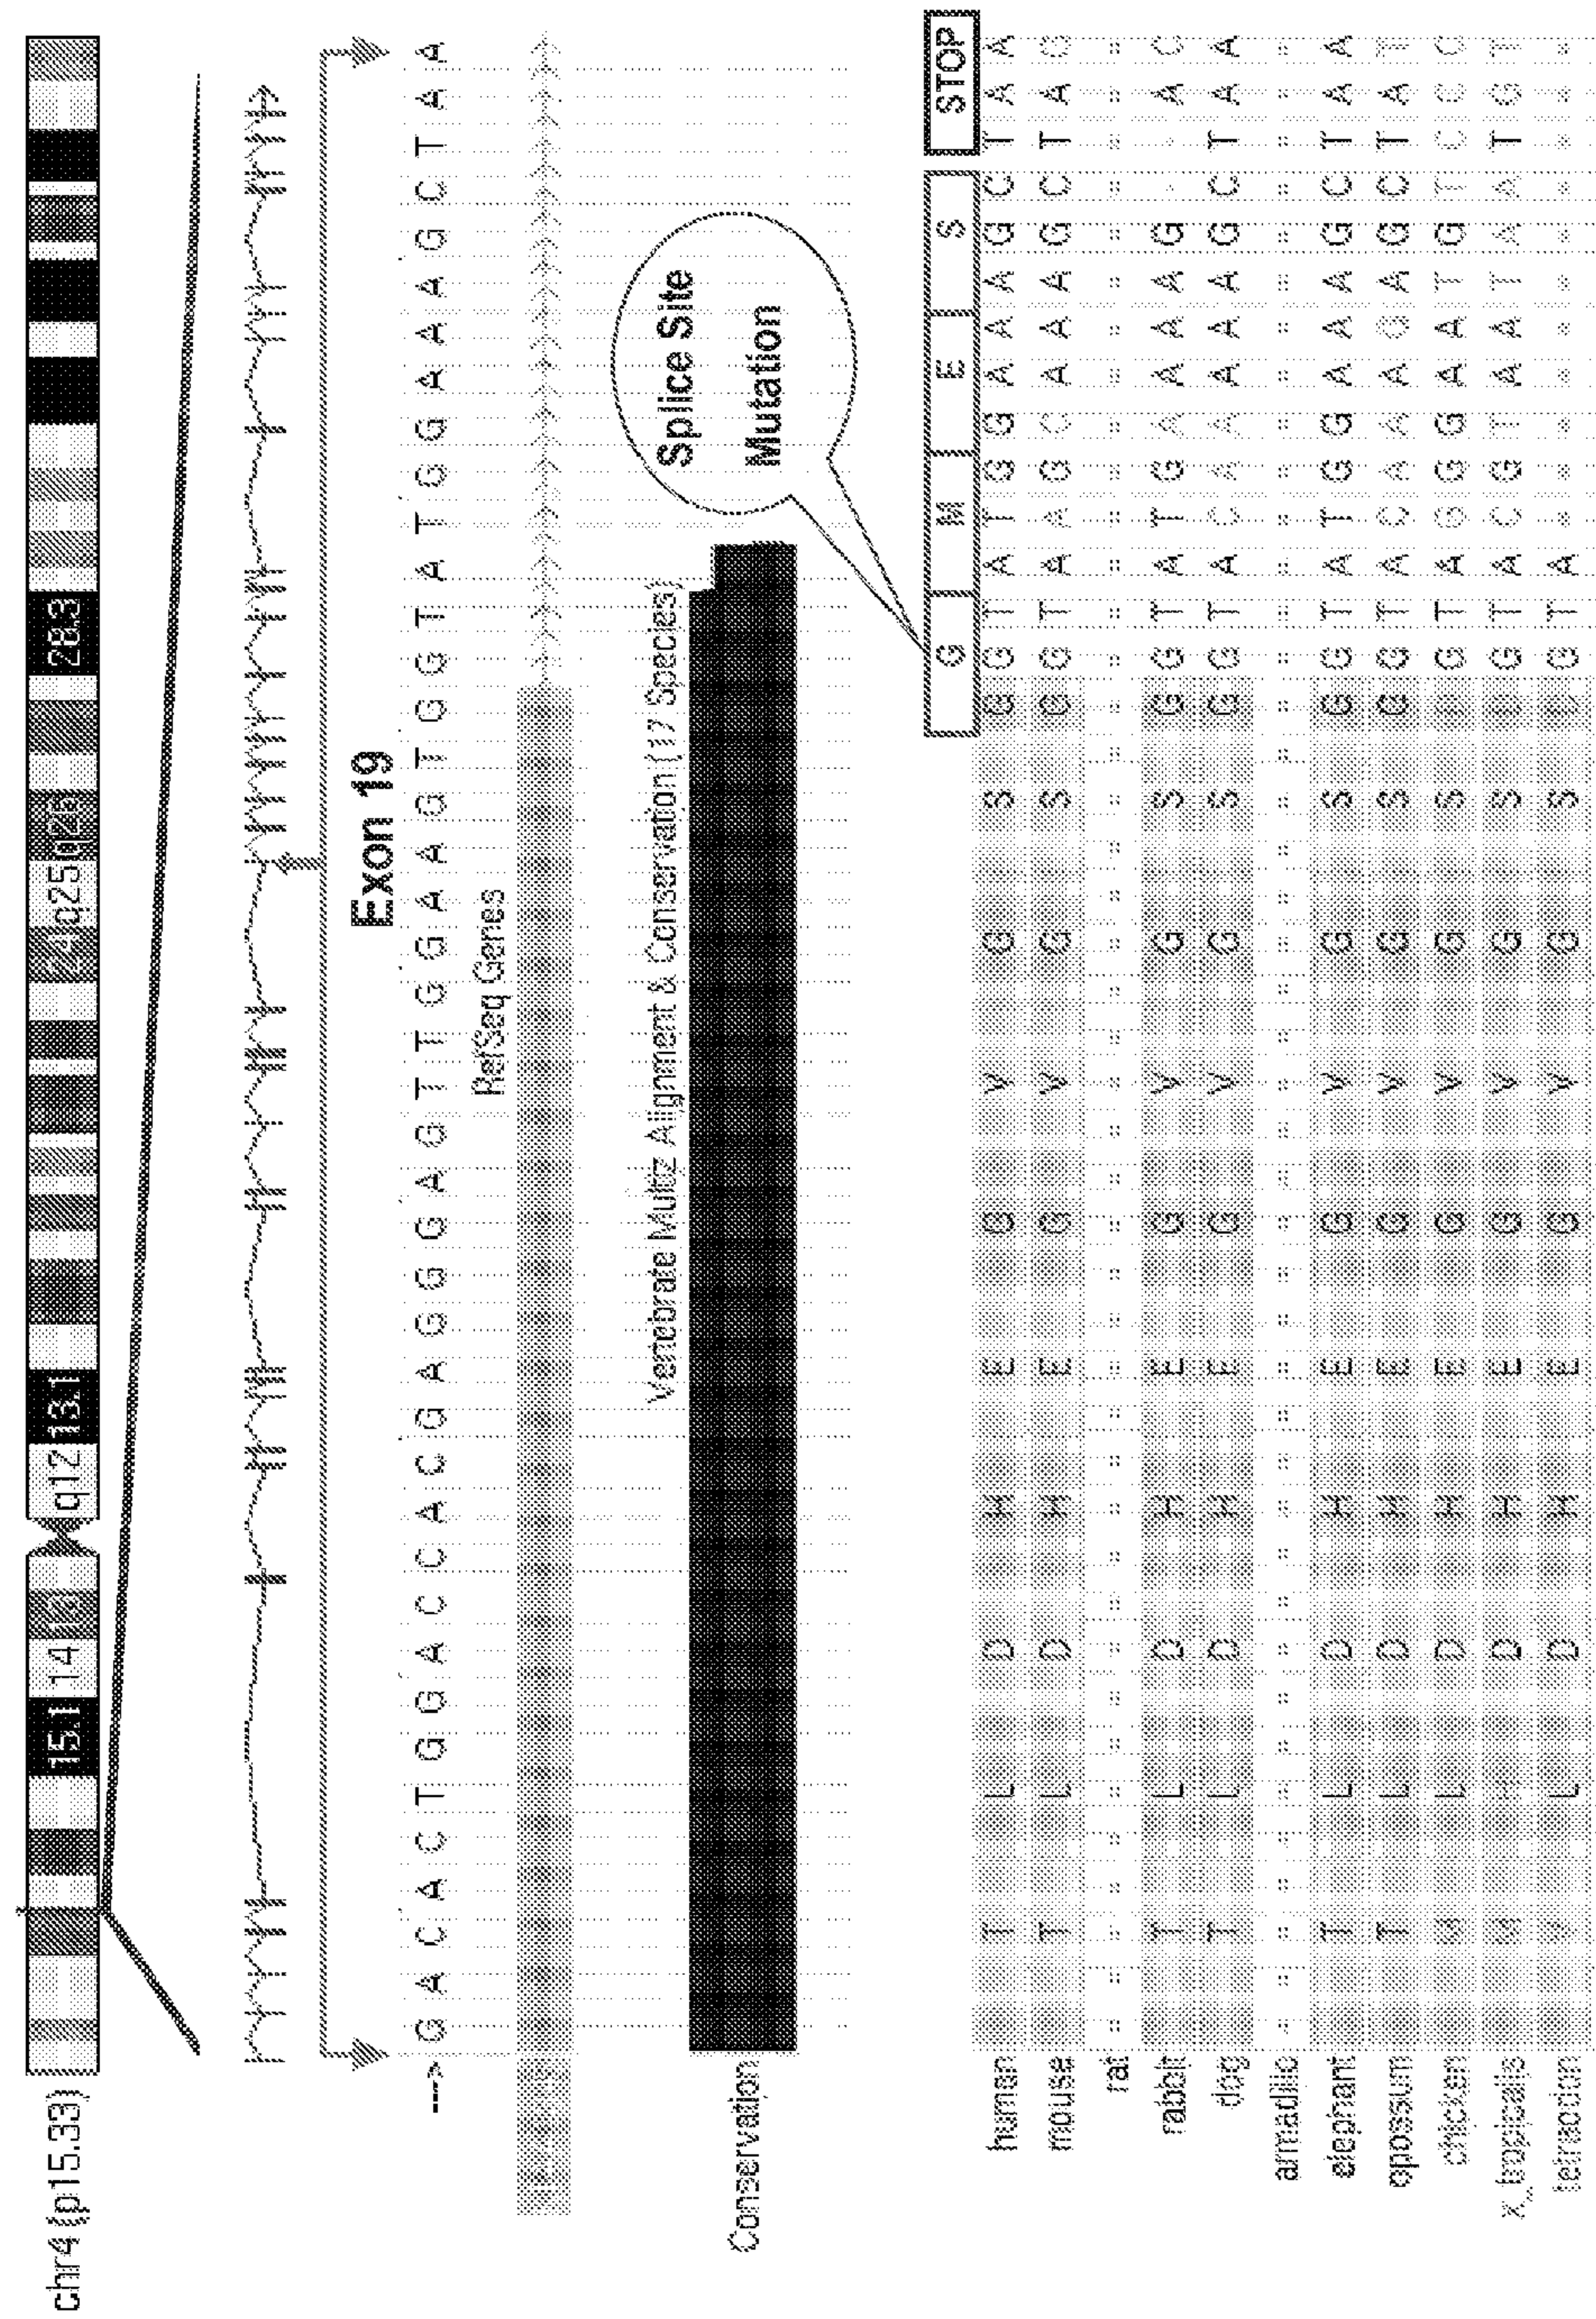 chr4 (p15.33) 15.1 14 q12 13.1 24 q25 q26 28.3
Exon 19
---> G A C A C T G G A C C A C G A G G G A G T T G G A A G T G G T A T G G A A A G C T A A
RefSeq Genes
Vertebrate Multiz Alignment & Conservation (17 Species)
Conservation
Splice Site
Mutation
G M E S STOP
human T L D H E G V G S G G T A T G G A A A G C T A A
mouse T L D H E G V G S G G T A A G C A A A G C T A G
rat
rabbit T L D H E G V G S G G T A T G A A A A G - - A C
dog T L D H E G V G S G G T A C A A A A A G C T A A
armadillo
elephant T L D H E G V G S G G T A T G G A A A G C T A A
opossum T L D H E G V G S G G T A C A A A G A G C T A T
chicken L D H E G V G S G T A G G G A A T G T C C C
x_tropicalis D H E G V G S G T A C G T A A T A A T G T
tetraodon V L D H E G V G S G T A